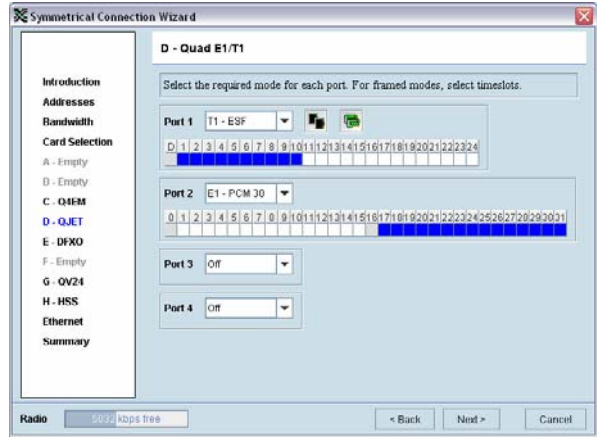 Symmetrical Connection Wizard
D - Quad E1/T1
Introduction
Addresses
Bandwidth
Card Selection
A - Empty
B - Empty
C - Q4EM
D - QJET
E - DFXO
F - Empty
G - QV24
H - HSS
Ethernet
Summary
Select the required mode for each port. For framed modes, select timeslots.
Port 1 T1 - ESF
D 1 2 3 4 5 6 7 8 9 10 11 12 13 14 15 16 17 18 19 20 21 22 23 24
Port 2 E1 - PCM 30
0 1 2 3 4 5 6 7 8 9 10 11 12 13 14 15 16 17 18 19 20 21 22 23 24 25 26 27 28 29 30 31
Port 3 Off
Port 4 Off
Radio 5032 kbps free
< Back Next > Cancel